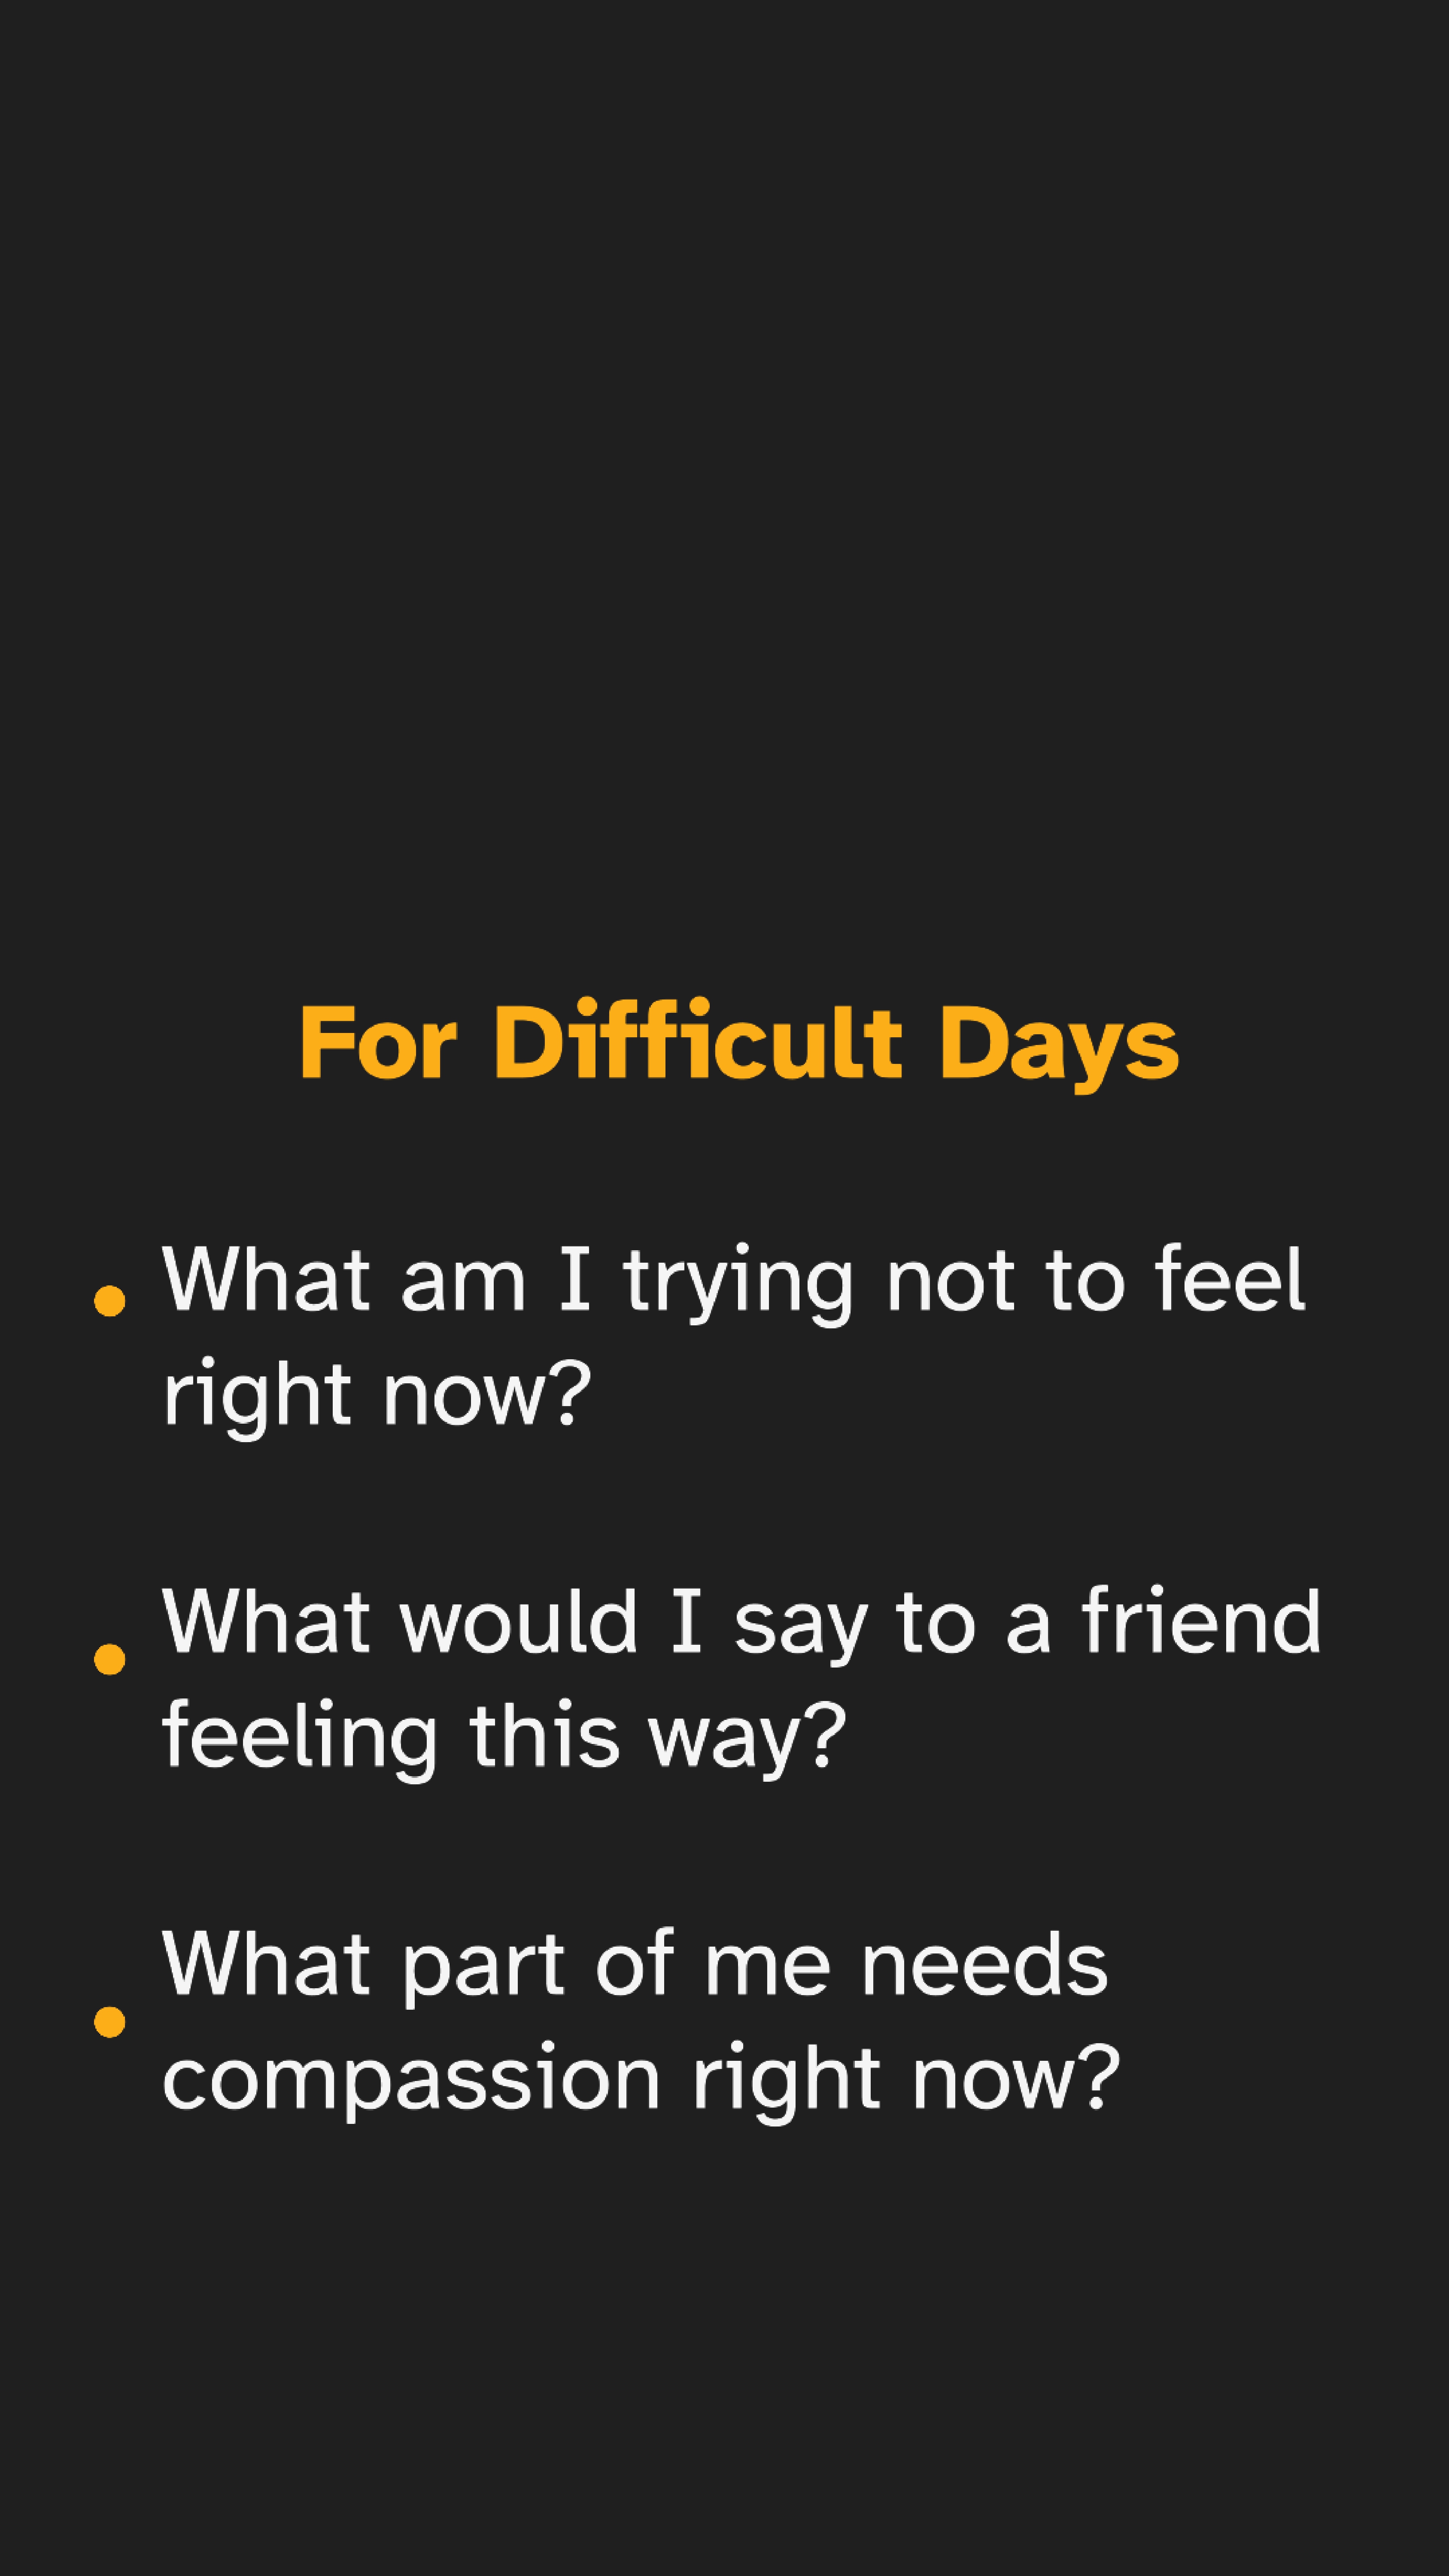 For Difficult Days
What am I trying not to feel
right now?
What would I say to a friend
feeling this way?
What part of me needs
compassion right now?